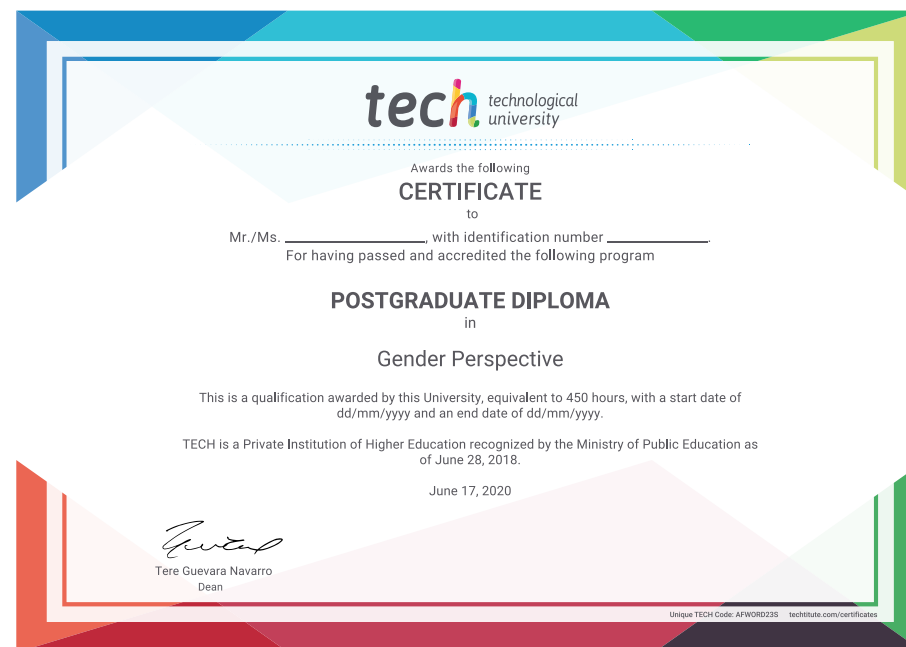 tech technological
university
Awards the following
CERTIFICATE
to
Mr./Ms. ____________________, with identification number ______________.
For having passed and accredited the following program
POSTGRADUATE DIPLOMA
in
Gender Perspective
This is a qualification awarded by this University, equivalent to 450 hours, with a start date of
dd/mm/yyyy and an end date of dd/mm/yyyy.
TECH is a Private Institution of Higher Education recognized by the Ministry of Public Education as
of June 28, 2018.
June 17, 2020
Tere Guevara Navarro
Dean
Unique TECH Code: AFWORD23S techtitute.com/certificates